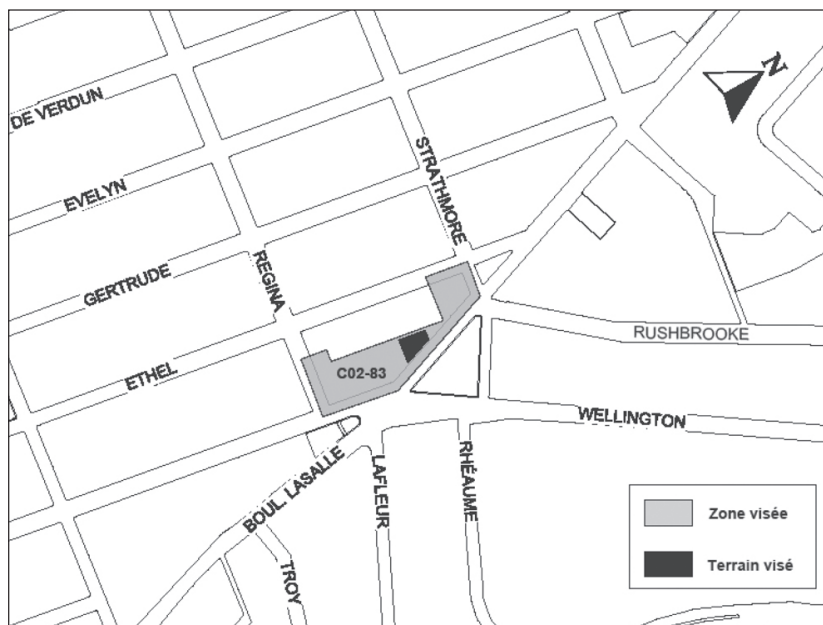 DE VERDUN
EVELYN
GERTRUDE
ETHEL
REGINA
STRATHMORE
N
C02-83
RUSHBROOKE
WELLINGTON
BOUL. LASALLE
LAFLEUR
RHÉAUME
TROY
Zone visée
Terrain visé